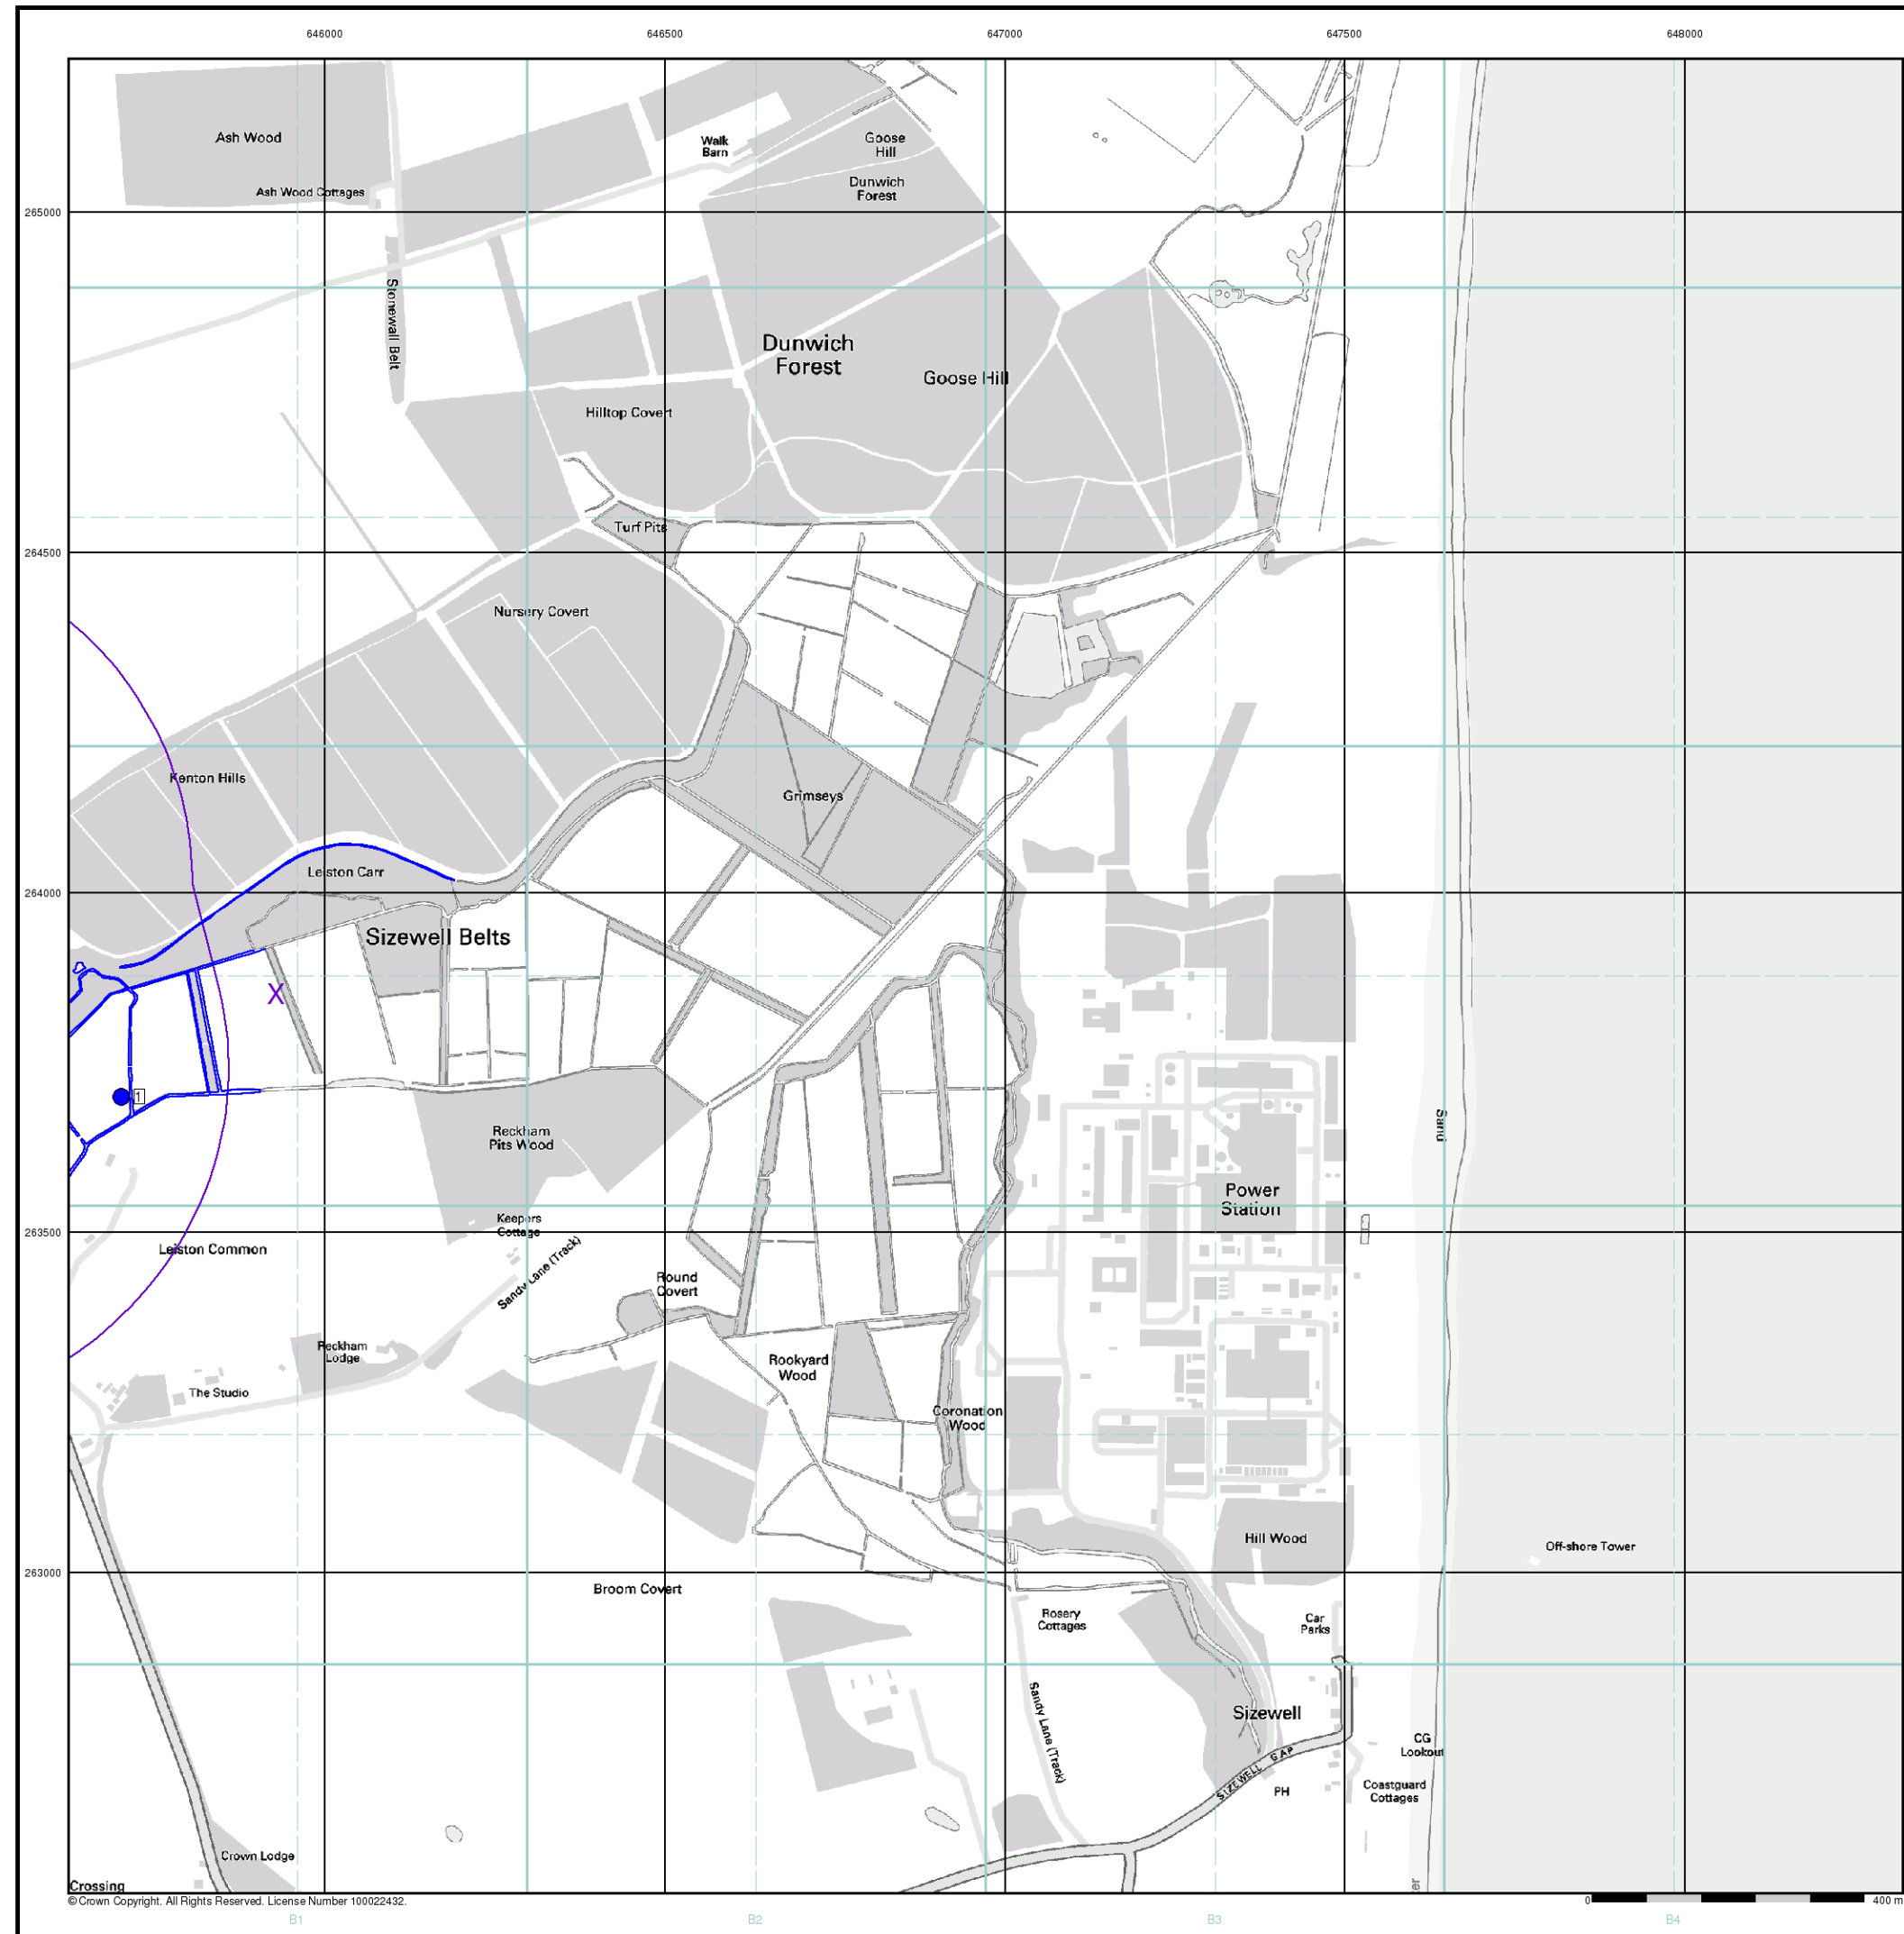 646000 646500 647000 647500 648000
Ash Wood
Walk
Barn
Goose
Hill
Ash Wood Cottages
Dunwich
Forest
265000
Stonewall Belt
Dunwich
Forest
Goose Hill
Hilltop Covert
Turf Pits
264500
Nursery Covert
Kenton Hills
Grimseys
Leiston Carr
264000
Sizewell Belts
X
1
Sand
Reckham
Pits Wood
Power
Station
Keepers
Cottage
263500
Leiston Common
Sandy Lane (Track)
Round
Covert
Reckham
Lodge
Rookyard
Wood
The Studio
Coronation
Wood
Hill Wood
Off-shore Tower
263000
Broom Covert
Rosery
Cottages
Car
Parks
Sandy Lane (Track)
Sizewell
CG
Lookout
SIZEWELL GAP
PH
Coastguard
Cottages
Crown Lodge
Crossing
er
© Crown Copyright. All Rights Reserved. License Number 100022432.
0 400 m
B1 B2 B3 B4